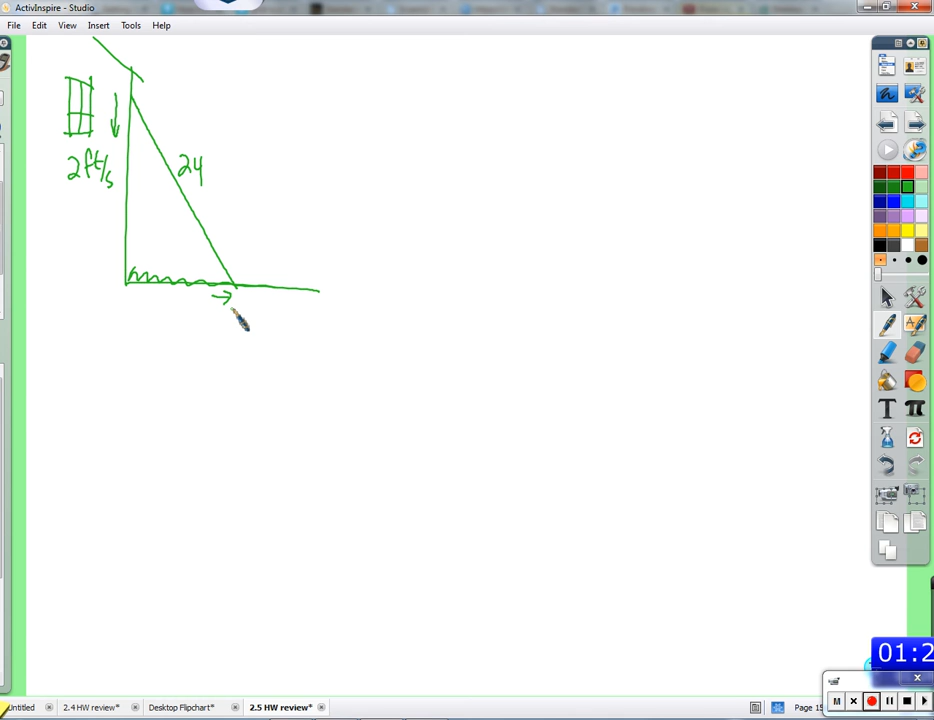 ActivInspire - Studio
File Edit View Insert Tools Help
2ft/s
24
T π
01:2
Untitled 2.4 HW review* Desktop Flipchart* 2.5 HW review*
Page 15
M